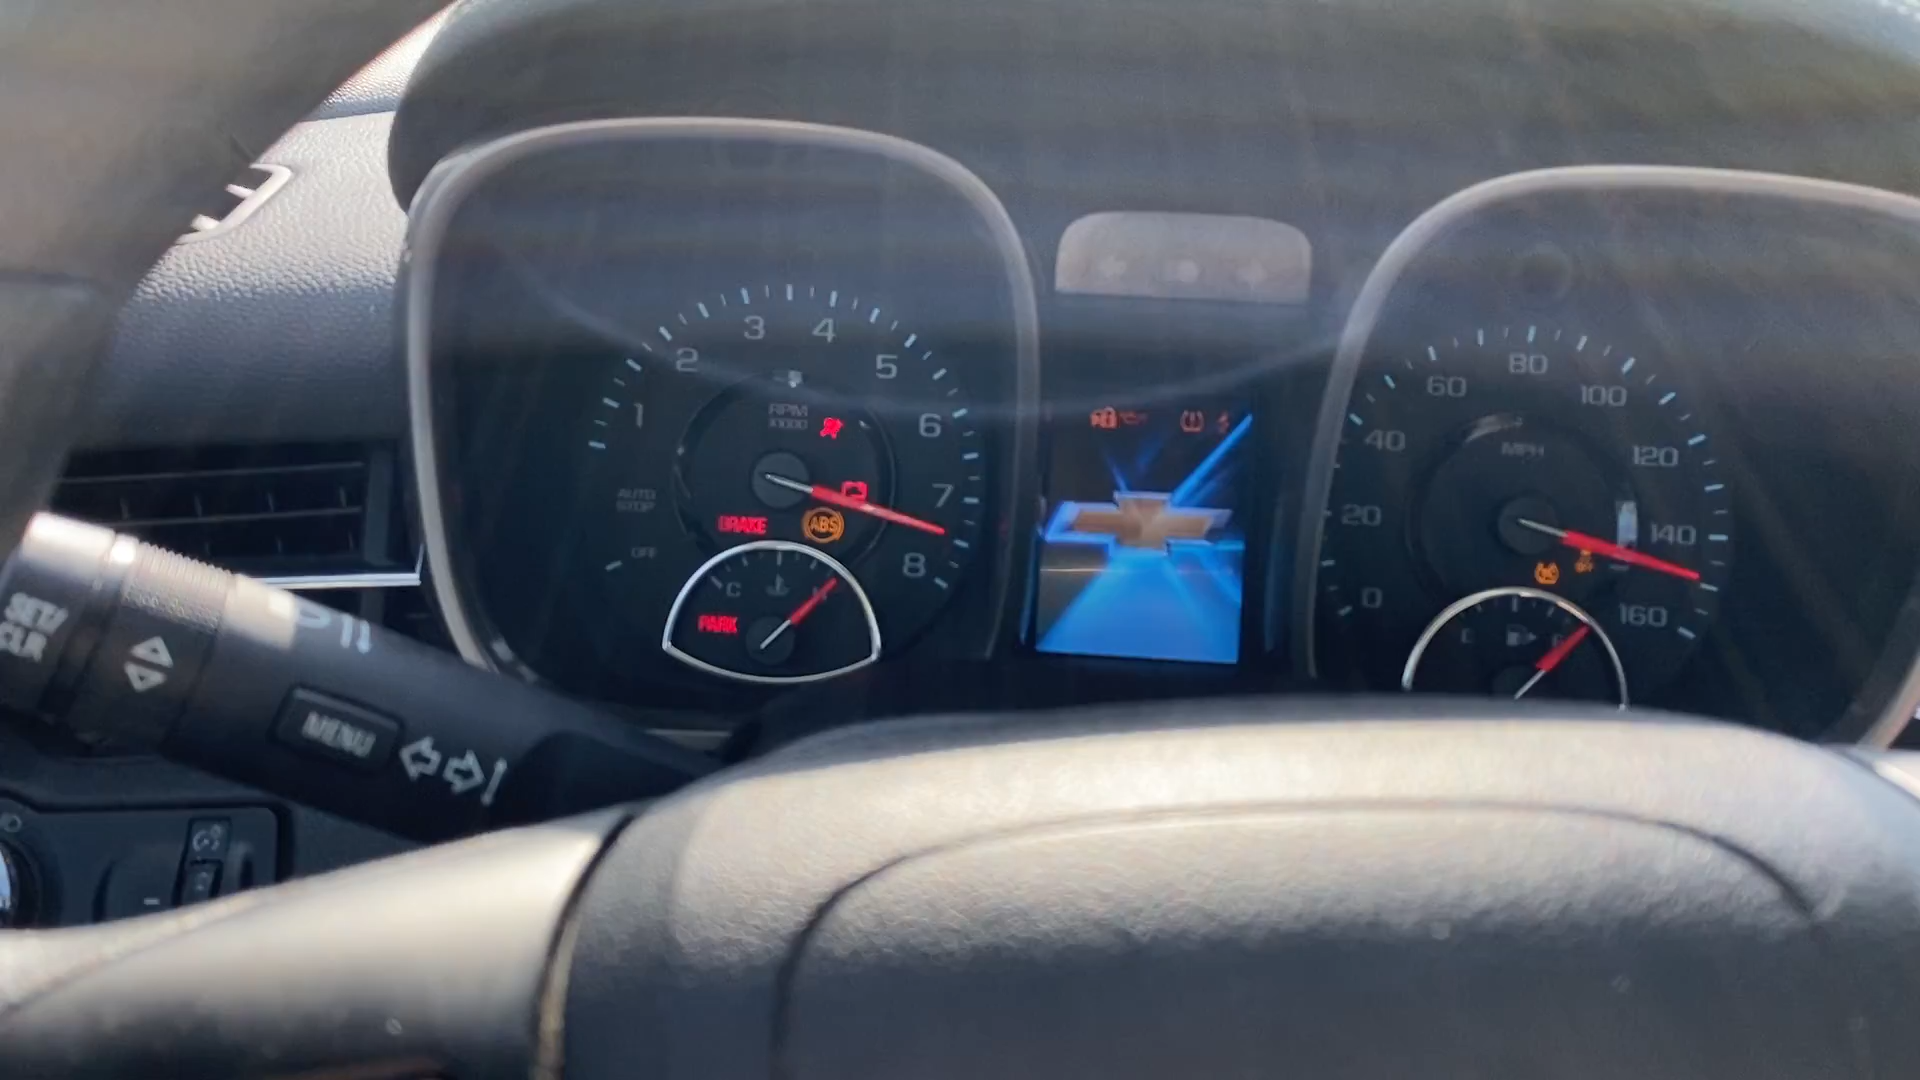 1 2 3 4 5 6 7 8
RPM
x1000
AUTO
STOP
OFF
BRAKE
ABS
C H
PARK
0 20 40 60 80 100 120 140 160
MPH
OFF
F
SET/
CLR
MENU